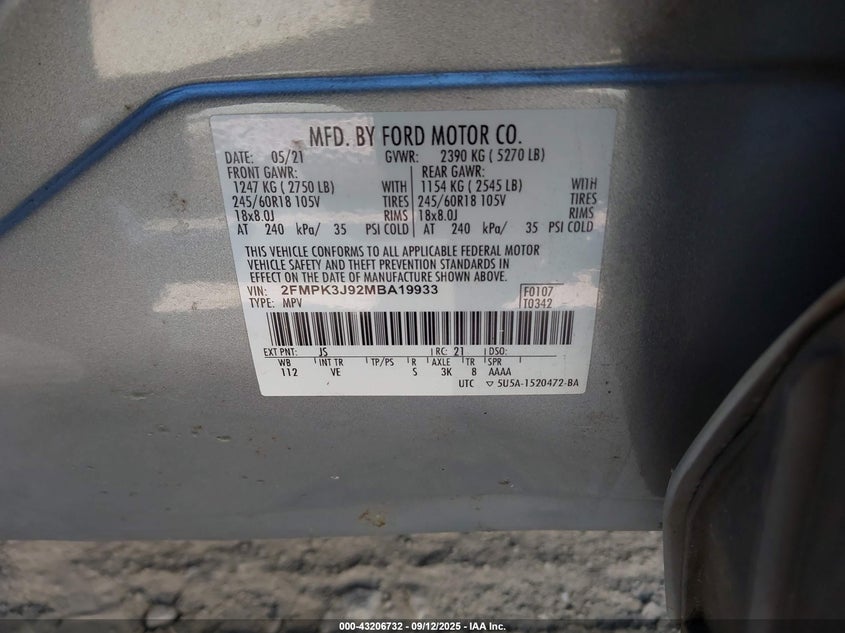 MFD. BY FORD MOTOR CO.
DATE: 05/21 GVWR: 2390 KG ( 5270 LB)
FRONT GAWR: REAR GAWR:
1247 KG ( 2750 LB) WITH 1154 KG ( 2545 LB) WITH
245/60R18 105V TIRES 245/60R18 105V TIRES
18x8.0J RIMS 18x8.0J RIMS
AT 240 kPa/ 35 PSI COLD AT 240 kPa/ 35 PSI COLD
THIS VEHICLE CONFORMS TO ALL APPLICABLE FEDERAL MOTOR
VEHICLE SAFETY AND THEFT PREVENTION STANDARDS IN
EFFECT ON THE DATE OF MANUFACTURE SHOWN ABOVE.
VIN: 2FMPK3J92MBA19933 F0107
TYPE: MPV T0342
EXT PNT: JS RC: 21 DSO:
WB INT TR TP/PS R AXLE TR SPR
112 VE S 3K 8 AAAA
UTC ▽ 5U5A-1520472-BA
000-43206732 - 09/12/2025 - IAA Inc.